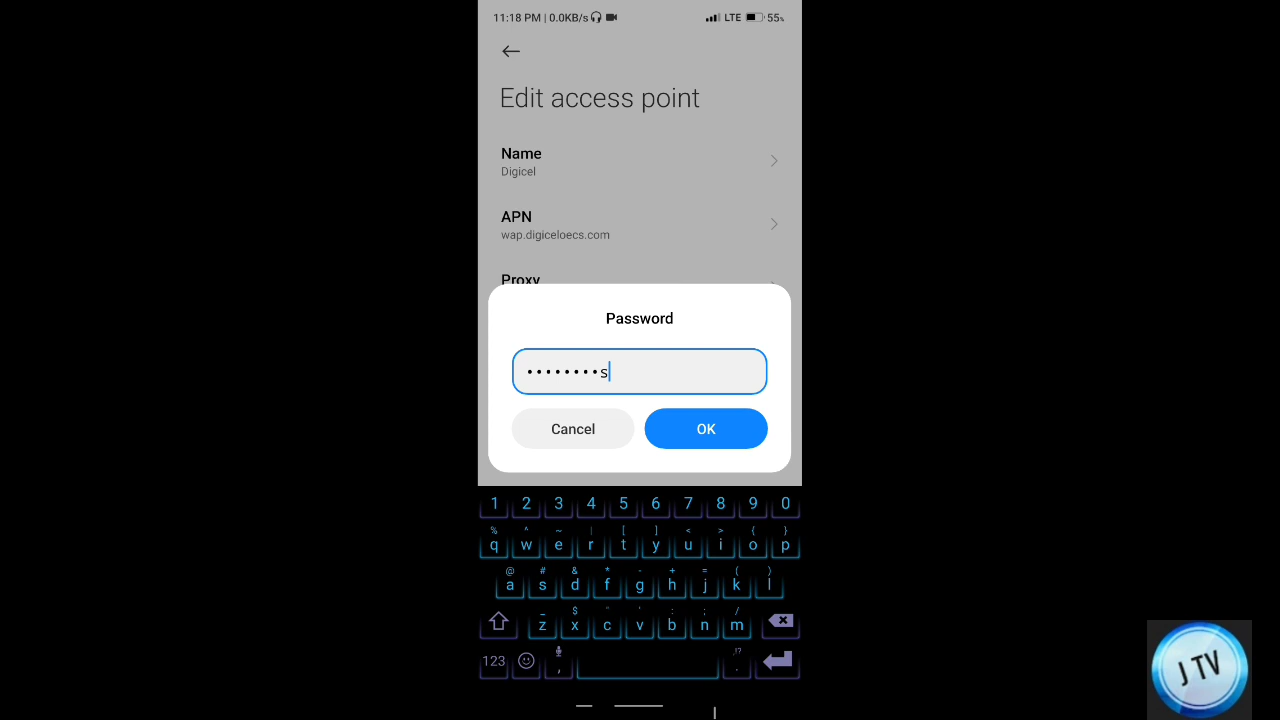 11:18 PM | 0.0KB/s LTE 55%
Edit access point
Name
Digicel
APN
wap.digiceloecs.com
Proxy
Password
••••••••s
Cancel OK
1 2 3 4 5 6 7 8 9 0
% ^ ~ | [ ] < > { }
q w e r t y u i o p
@ # & * - + = ( )
a s d f g h j k l
_ $ " ' : ; /
z x c v b n m
,!?
123 , .
J TV